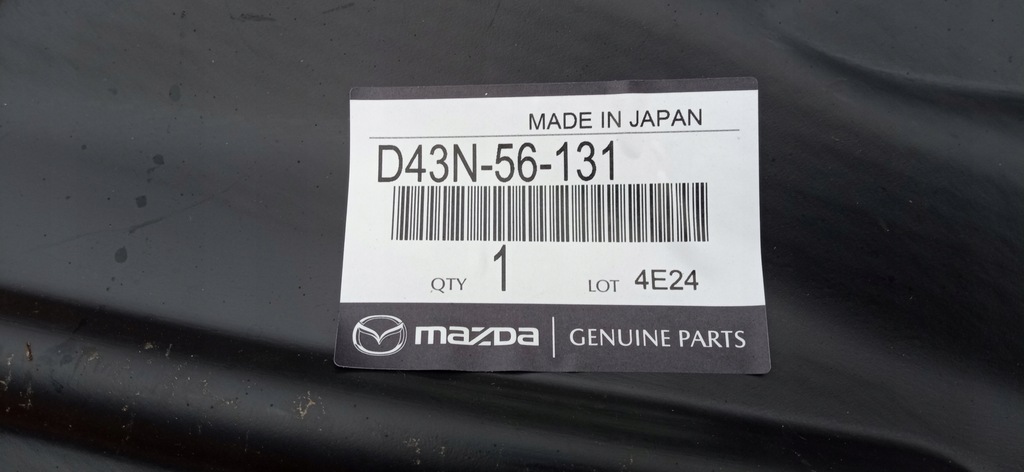 MADE IN JAPAN
D43N-56-131
QTY 1 LOT 4E24
mazda GENUINE PARTS